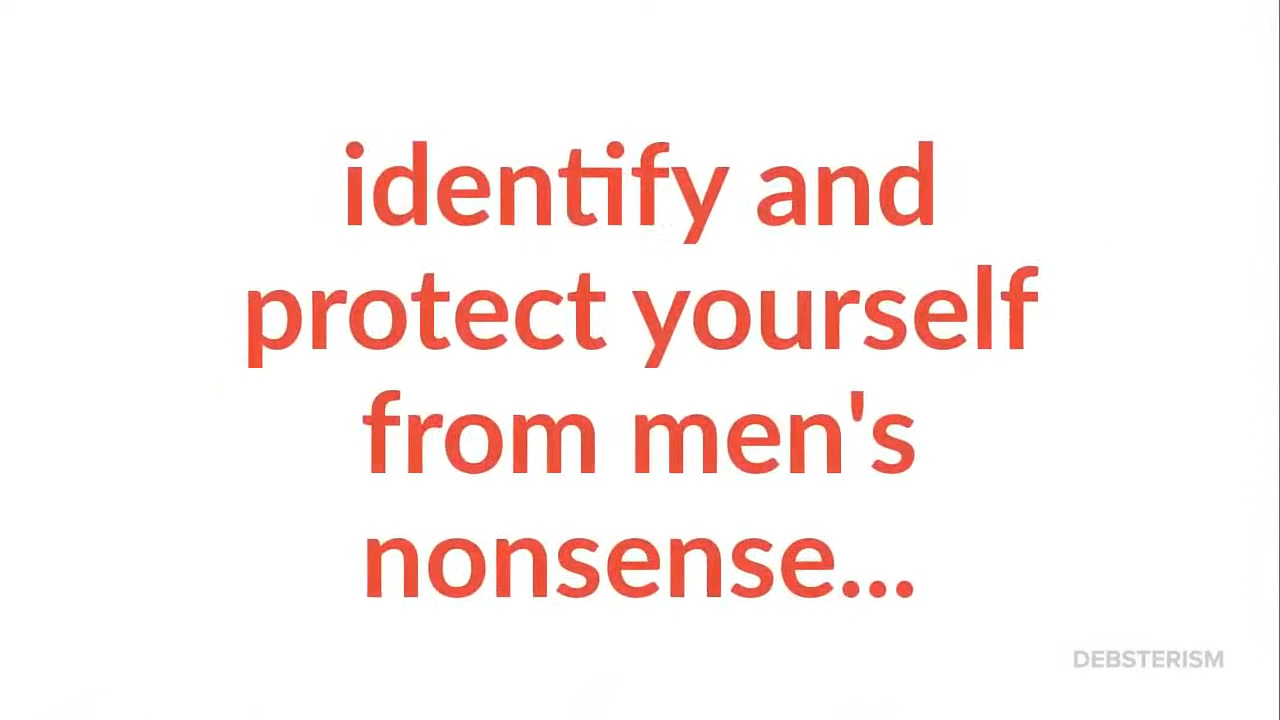 identify and
protect yourself
from men's
nonsense...
DEBSTERISM